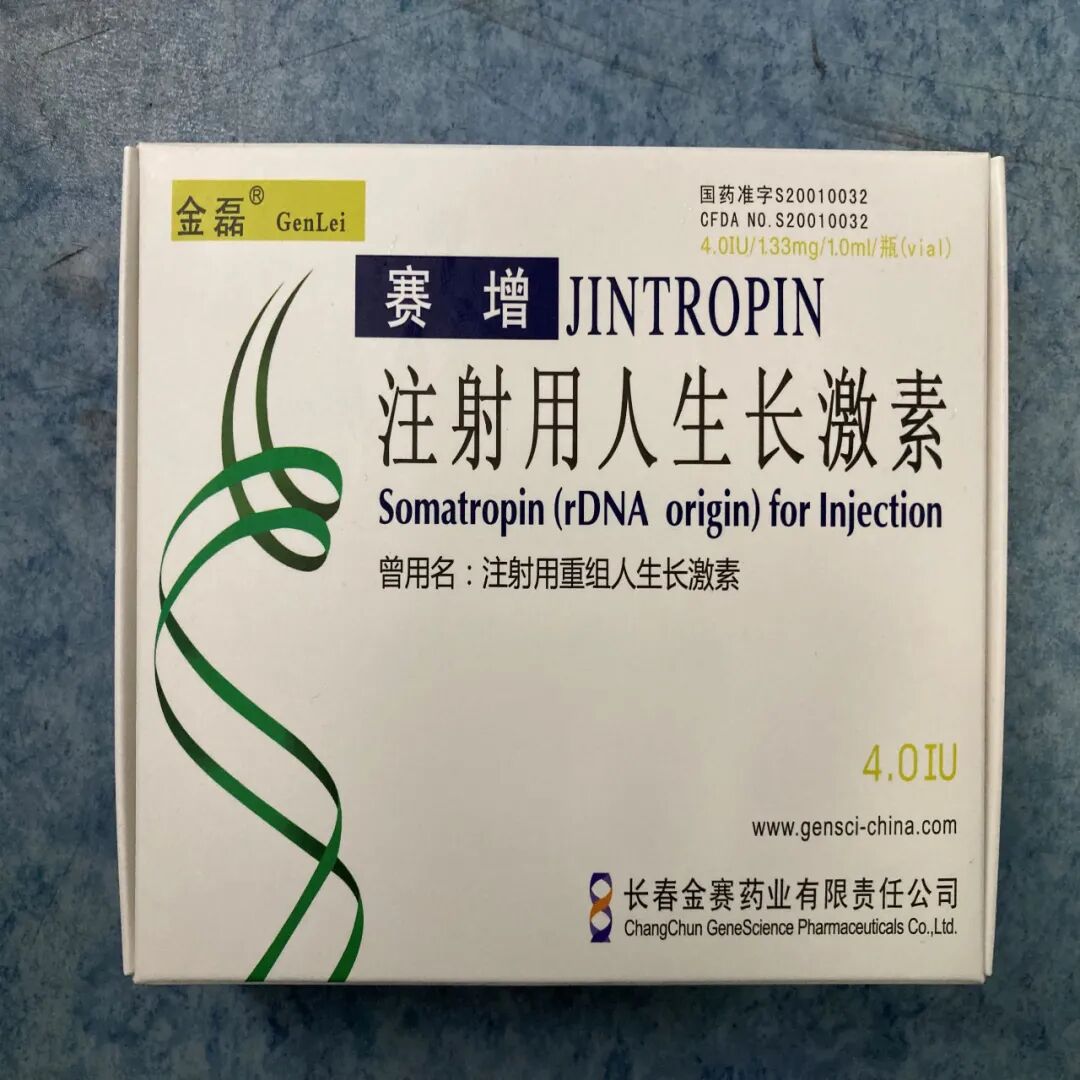 金磊® GenLei
国药准字S20010032
CFDA NO.S20010032
4.0IU/1.33mg/1.0ml/瓶(vial)
赛增 JINTROPIN
注射用人生长激素
Somatropin (rDNA origin) for Injection
曾用名：注射用重组人生长激素
4.0IU
www.gensci-china.com
长春金赛药业有限责任公司
ChangChun GeneScience Pharmaceuticals Co.,Ltd.